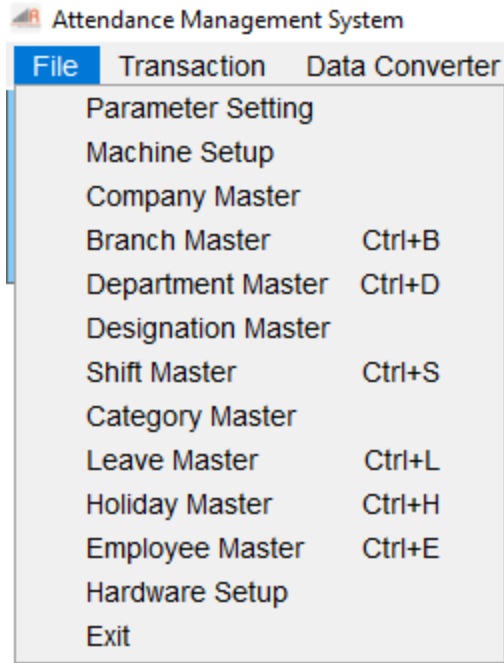 Attendance Management System
File Transaction Data Converter
Parameter Setting
Machine Setup
Company Master
Branch Master Ctrl+B
Department Master Ctrl+D
Designation Master
Shift Master Ctrl+S
Category Master
Leave Master Ctrl+L
Holiday Master Ctrl+H
Employee Master Ctrl+E
Hardware Setup
Exit